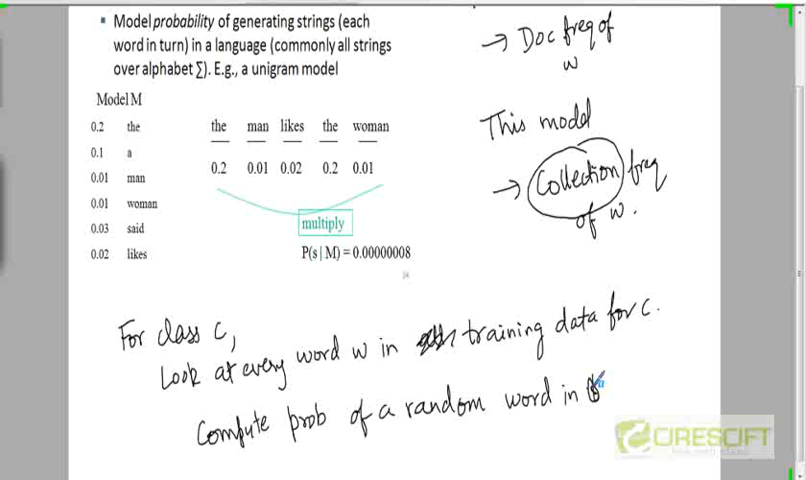 ▪ Model probability of generating strings (each
word in turn) in a language (commonly all strings
over alphabet ∑). E.g., a unigram model
Model M
0.2 the
0.1 a
0.01 man
0.01 woman
0.03 said
0.02 likes
the man likes the woman
0.2 0.01 0.02 0.2 0.01
multiply
P(s | M) = 0.00000008
→ Doc freq of
w
This model
→ Collection freq
of w.
For class c,
Look at every word w in training data for c.
Compute prob of a random word in